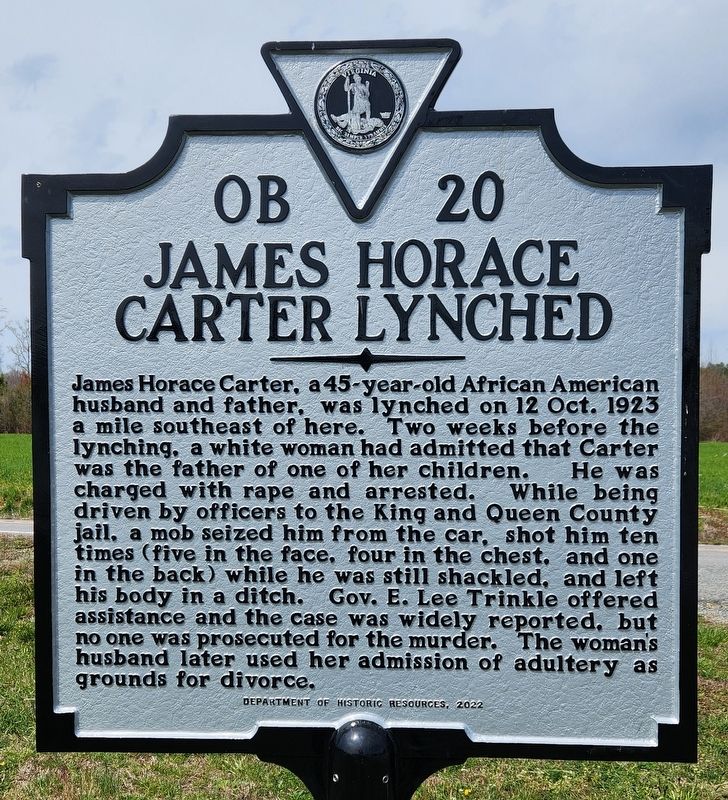 VIRGINIA
OB 20
JAMES HORACE
CARTER LYNCHED
James Horace Carter, a 45-year-old African American
husband and father, was lynched on 12 Oct. 1923
a mile southeast of here. Two weeks before the
lynching, a white woman had admitted that Carter
was the father of one of her children. He was
charged with rape and arrested. While being
driven by officers to the King and Queen County
jail, a mob seized him from the car, shot him ten
times (five in the face, four in the chest, and one
in the back) while he was still shackled, and left
his body in a ditch. Gov. E. Lee Trinkle offered
assistance and the case was widely reported, but
no one was prosecuted for the murder. The woman's
husband later used her admission of adultery as
grounds for divorce.
DEPARTMENT OF HISTORIC RESOURCES, 2022